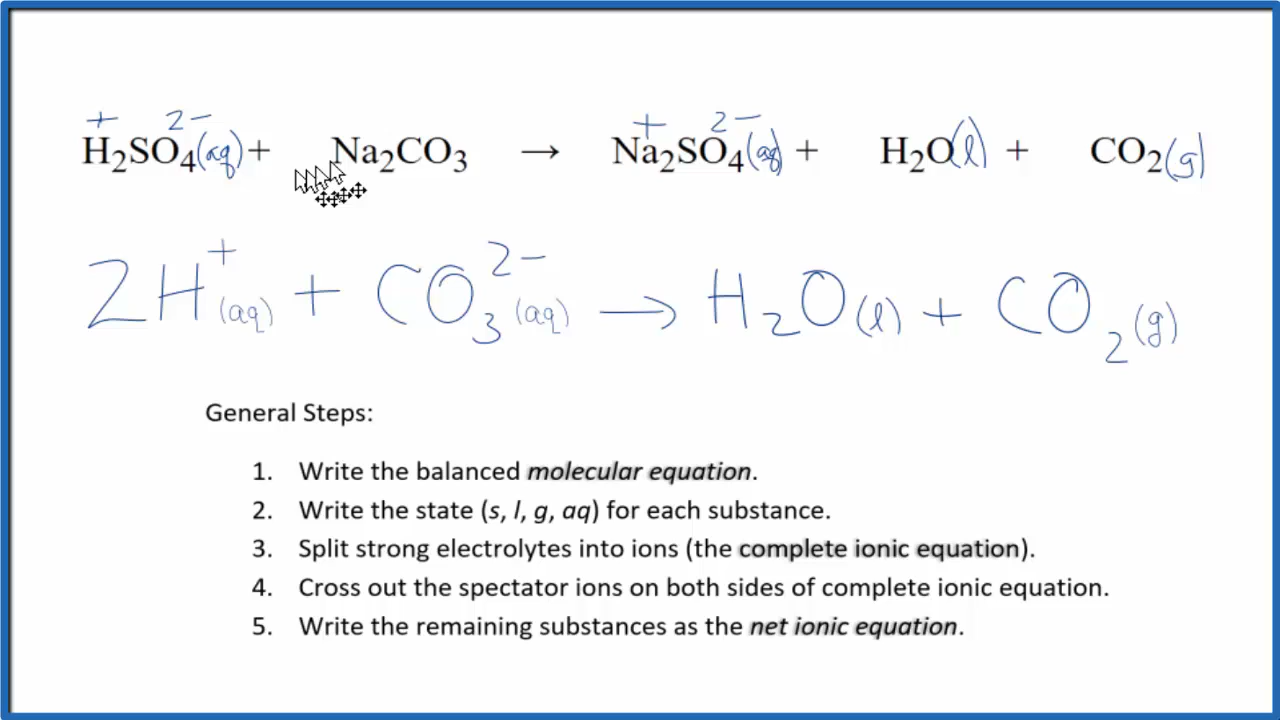 H₂SO₄(aq) + Na₂CO₃ → Na₂SO₄(aq) + H₂O(l) + CO₂(g)
+ 2− + 2−
2H⁺(aq) + CO₃²⁻(aq) → H₂O(l) + CO₂(g)
General Steps:
1. Write the balanced molecular equation.
2. Write the state (s, l, g, aq) for each substance.
3. Split strong electrolytes into ions (the complete ionic equation).
4. Cross out the spectator ions on both sides of complete ionic equation.
5. Write the remaining substances as the net ionic equation.